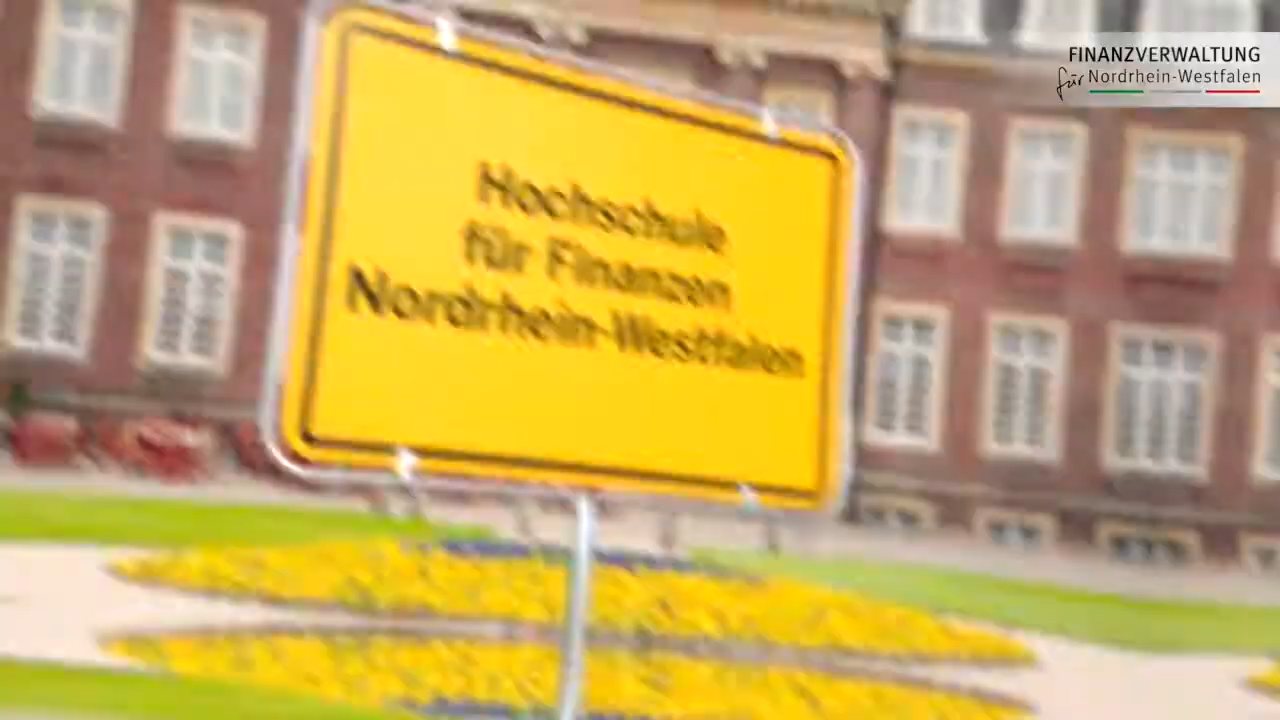 FINANZVERWALTUNG
für Nordrhein-Westfalen
Hochschule
für Finanzen
Nordrhein-Westfalen